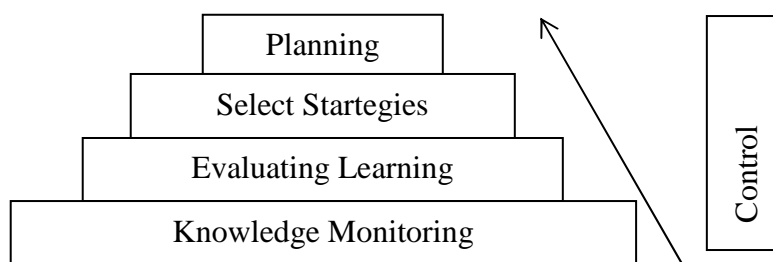 Planning
Select Startegies
Evaluating Learning
Knowledge Monitoring
Control